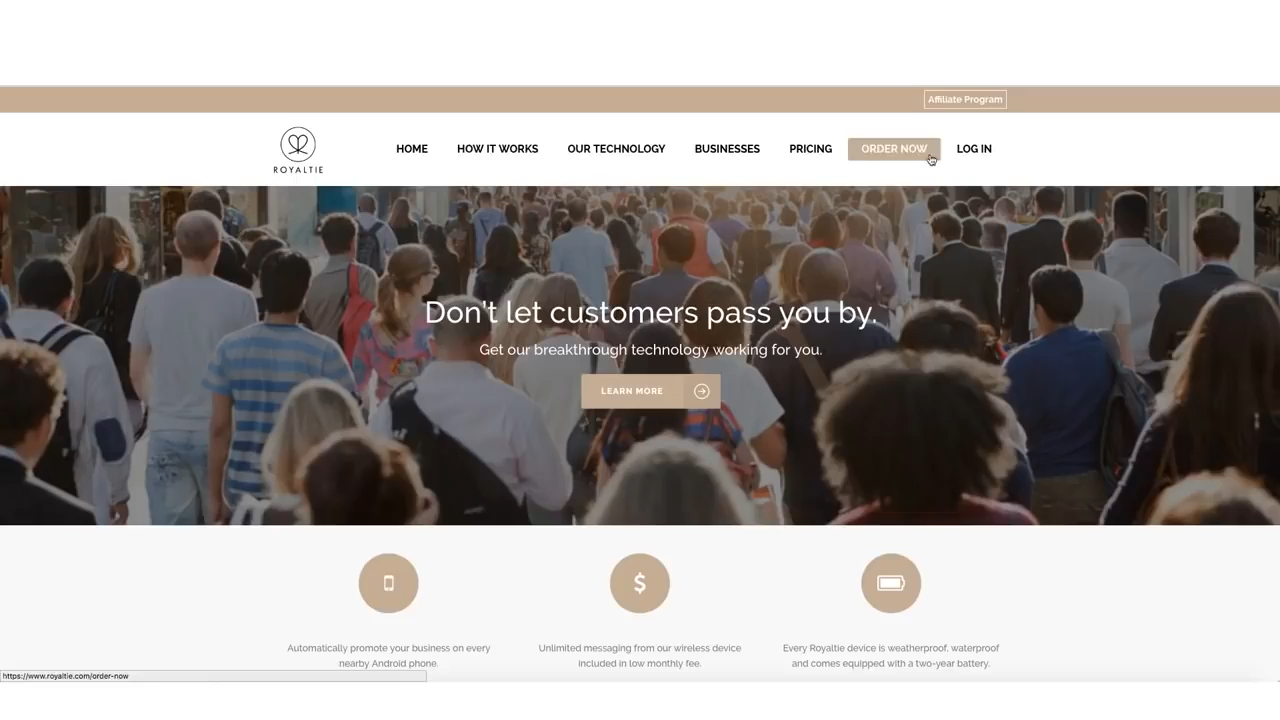 Affiliate Program
ROYALTIE
HOME
HOW IT WORKS
OUR TECHNOLOGY
BUSINESSES
PRICING
ORDER NOW
LOG IN
Don't let customers pass you by.
Get our breakthrough technology working for you.
LEARN MORE
$
Automatically promote your business on every
nearby Android phone.
Unlimited messaging from our wireless device
included in low monthly fee.
Every Royaltie device is weatherproof, waterproof
and comes equipped with a two-year battery.
https://www.royaltie.com/order-now